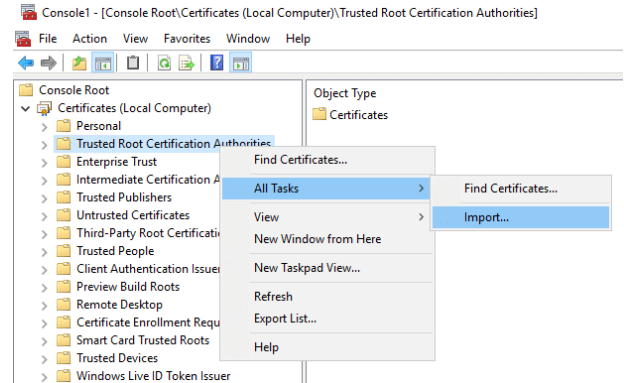 Console1 - [Console Root\Certificates (Local Computer)\Trusted Root Certification Authorities]
File Action View Favorites Window Help
Console Root
Certificates (Local Computer)
Personal
Trusted Root Certification Authorities
Enterprise Trust
Intermediate Certification A
Trusted Publishers
Untrusted Certificates
Third-Party Root Certificati
Trusted People
Client Authentication Issuer
Preview Build Roots
Remote Desktop
Certificate Enrollment Requ
Smart Card Trusted Roots
Trusted Devices
Windows Live ID Token Issuer
Object Type
Certificates
Find Certificates...
All Tasks
View
New Window from Here
New Taskpad View...
Refresh
Export List...
Help
Find Certificates...
Import...